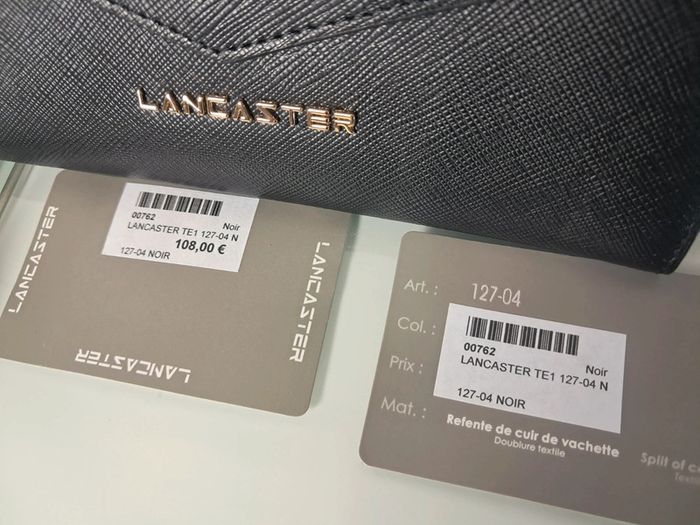 LANCASTER
LANCASTER
00762 Noir
LANCASTER TE1 127-04 N
108,00 €
127-04 NOIR
LANCASTER
LANCASTER
Art. : 127-04
Col. :
00762 Noir
LANCASTER TE1 127-04 N
Prix :
127-04 NOIR
Mat. :
Refente de cuir de vachette
Doublure textile
Split of